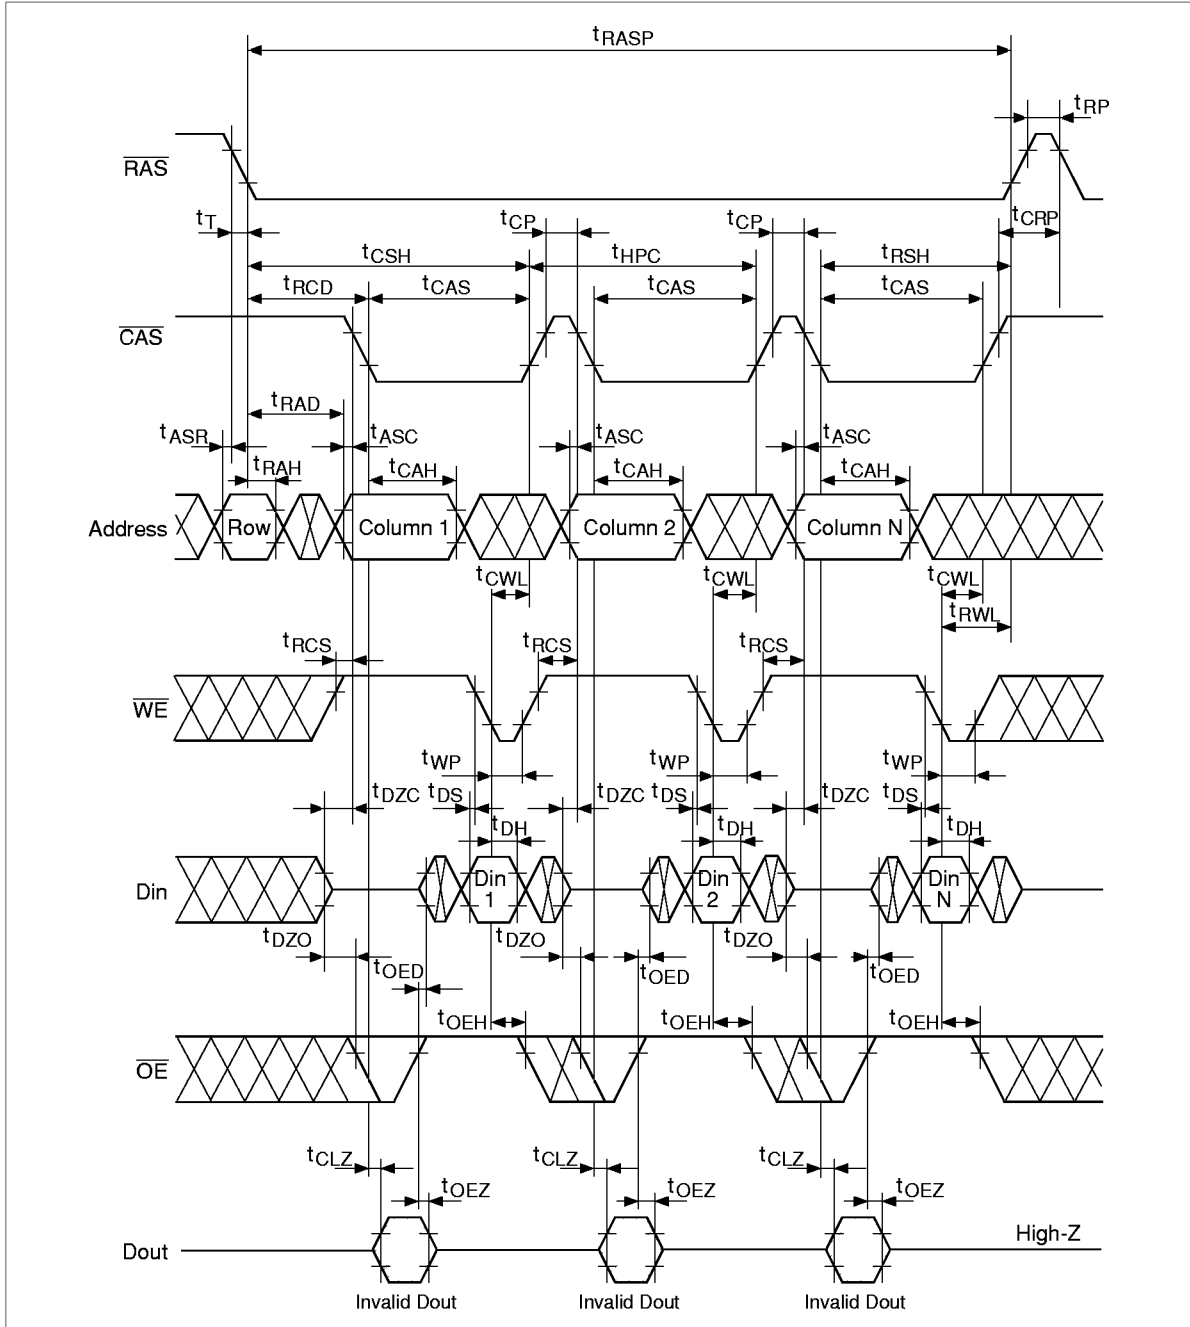 tRASP
tRP
RAS
tT
tCP
tCP
tCRP
tCSH
tHPC
tRSH
tRCD
tCAS
tCAS
tCAS
CAS
tRAD
tASR
tASC
tASC
tASC
tRAH
tCAH
tCAH
tCAH
Address
Row
Column 1
Column 2
Column N
tCWL
tCWL
tCWL
tRWL
tRCS
tRCS
tRCS
WE
tWP
tWP
tWP
tDZC
tDS
tDZC
tDS
tDZC
tDS
tDH
tDH
tDH
Din
Din
1
Din
2
Din
N
tDZO
tDZO
tDZO
tOED
tOED
tOED
tOEH
tOEH
tOEH
OE
tCLZ
tCLZ
tCLZ
tOEZ
tOEZ
tOEZ
High-Z
Dout
Invalid Dout
Invalid Dout
Invalid Dout